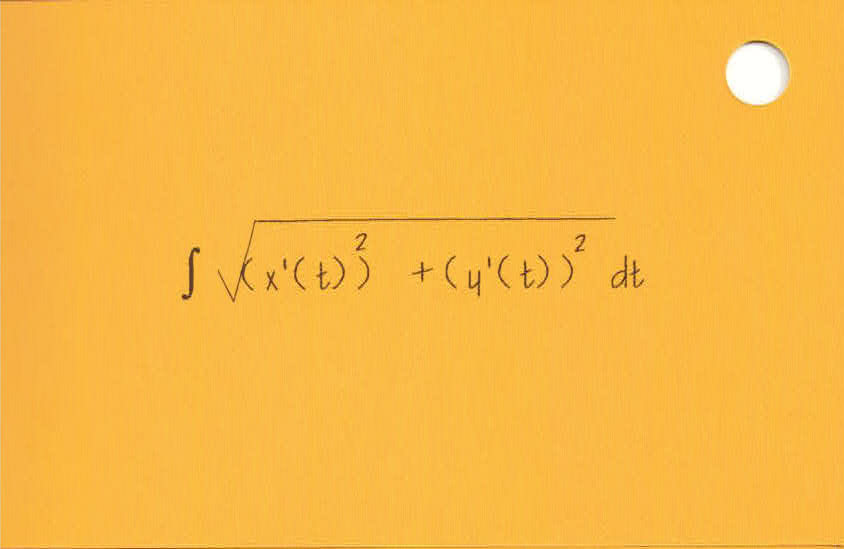 ∫ √((x'(t))² + (y'(t))²) dt